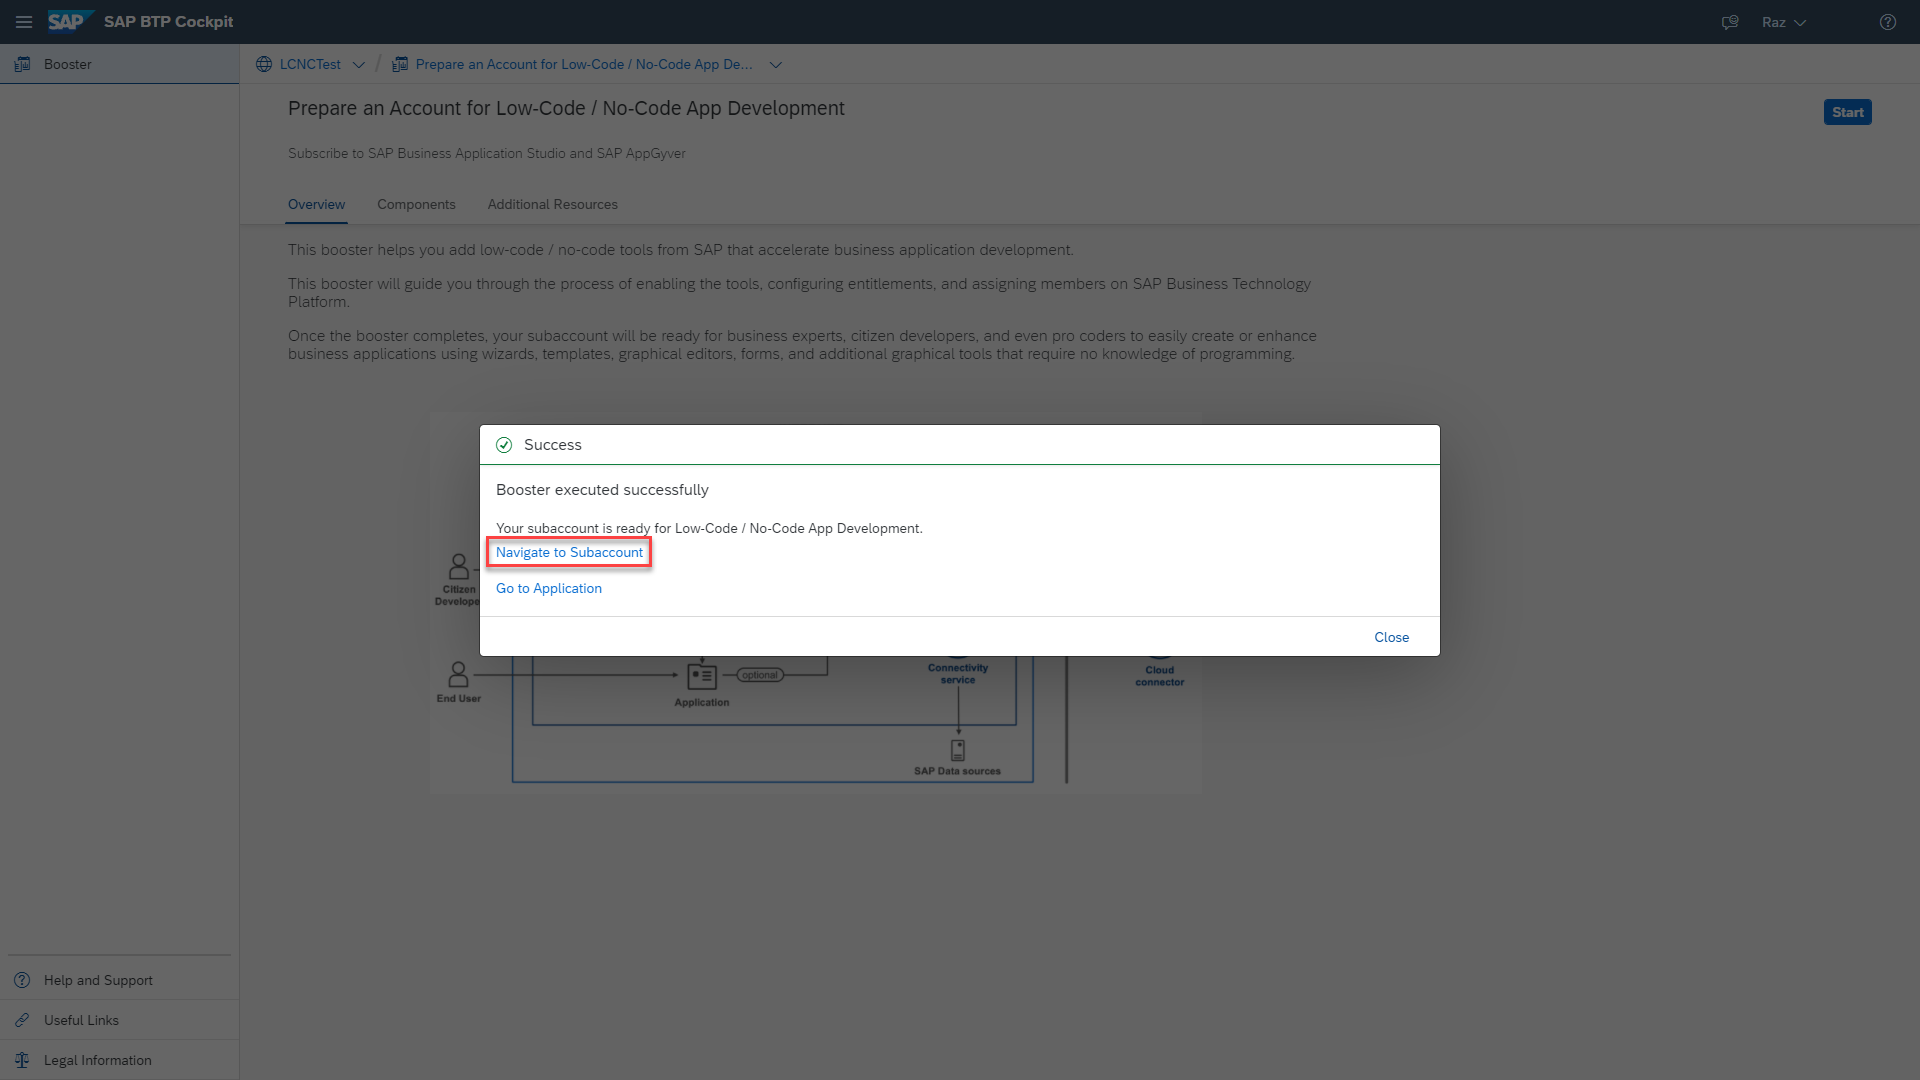 SAP SAP BTP Cockpit
Raz
Booster
LCNCTest / Prepare an Account for Low-Code / No-Code App De...
Prepare an Account for Low-Code / No-Code App Development
Start
Subscribe to SAP Business Application Studio and SAP AppGyver
Overview Components Additional Resources
This booster helps you add low-code / no-code tools from SAP that accelerate business application development.
This booster will guide you through the process of enabling the tools, configuring entitlements, and assigning members on SAP Business Technology
Platform.
Once the booster completes, your subaccount will be ready for business experts, citizen developers, and even pro coders to easily create or enhance
business applications using wizards, templates, graphical editors, forms, and additional graphical tools that require no knowledge of programming.
Success
Booster executed successfully
Your subaccount is ready for Low-Code / No-Code App Development.
Navigate to Subaccount
Go to Application
Close
Citizen
Develope
End User
optional
Application
Connectivity
service
Cloud
connector
SAP Data sources
Help and Support
Useful Links
Legal Information